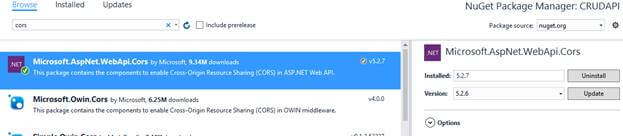 Browse Installed Updates NuGet Package Manager: CRUDAPI
cors Include prerelease Package source: nuget.org
.NET
Microsoft.AspNet.WebApi.Cors by Microsoft, 9.34M downloads v5.2.7
This package contains the components to enable Cross-Origin Resource Sharing (CORS) in ASP.NET Web API.
Microsoft.Owin.Cors by Microsoft, 6.25M downloads v4.0.0
This package contains the components to enable Cross-Origin Resource Sharing (CORS) in OWIN middleware.
.NET Microsoft.AspNet.WebApi.Cors
Installed: 5.2.7 Uninstall
Version: 5.2.6 Update
Options